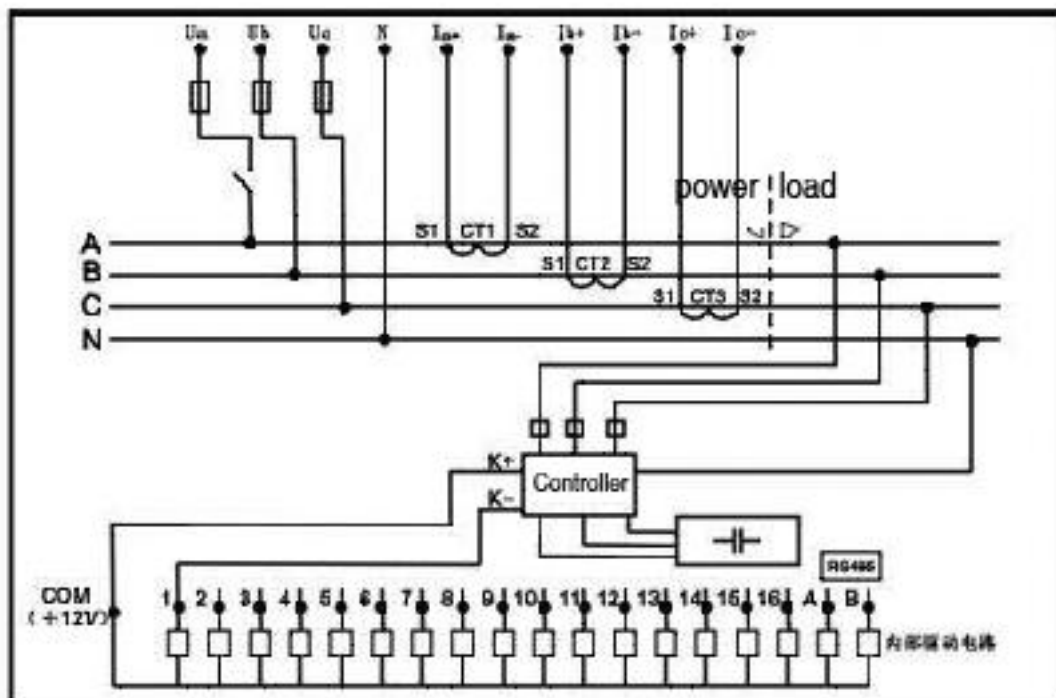 Ua Ub Uc N Ia+ Ia- Ib+ Ib- Ic+ Ic-
power load
S1 CT1 S2
A
S1 CT2 S2
B
S1 CT3 S2
C
N
K+
Controller
K-
RS485
COM
(+12V)
1 2 3 4 5 6 7 8 9 10 11 12 13 14 15 16 A B
内部驱动电路